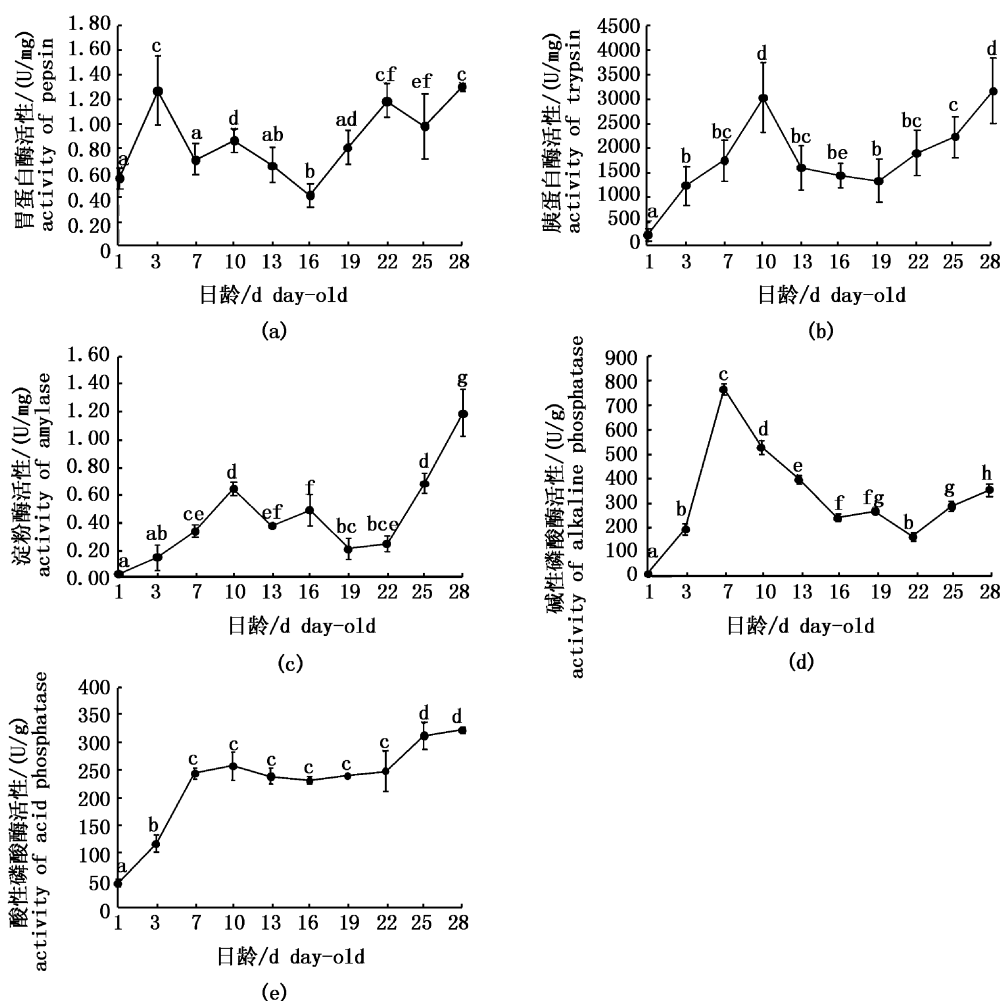 胃蛋白酶活性/(U/mg)
activity of pepsin
1.80
1.60
1.40
1.20
1.00
0.80
0.60
0.40
0.20
0
a
c
a
d
ab
b
ad
cf
ef
c
1 3 7 10 13 16 19 22 25 28
日龄/d day-old
(a)
胰蛋白酶活性/(U/mg)
activity of trypsin
4500
4000
3500
3000
2500
2000
1500
1000
500
0
a
b
bc
d
bc
be
b
bc
c
d
1 3 7 10 13 16 19 22 25 28
日龄/d day-old
(b)
淀粉酶活性/(U/mg)
activity of amylase
1.60
1.40
1.20
1.00
0.80
0.60
0.40
0.20
0.00
a
ab
ce
d
ef
f
bc
bce
d
g
1 3 7 10 13 16 19 22 25 28
日龄/d day-old
(c)
碱性磷酸酶活性/(U/g)
activity of alkaline phosphatase
900
800
700
600
500
400
300
200
100
0
a
b
c
d
e
f
fg
b
g
h
1 3 7 10 13 16 19 22 25 28
日龄/d day-old
(d)
酸性磷酸酶活性/(U/g)
activity of acid phosphatase
400
350
300
250
200
150
100
50
0
a
b
c
c
c
c
c
c
d
d
1 3 7 10 13 16 19 22 25 28
日龄/d day-old
(e)